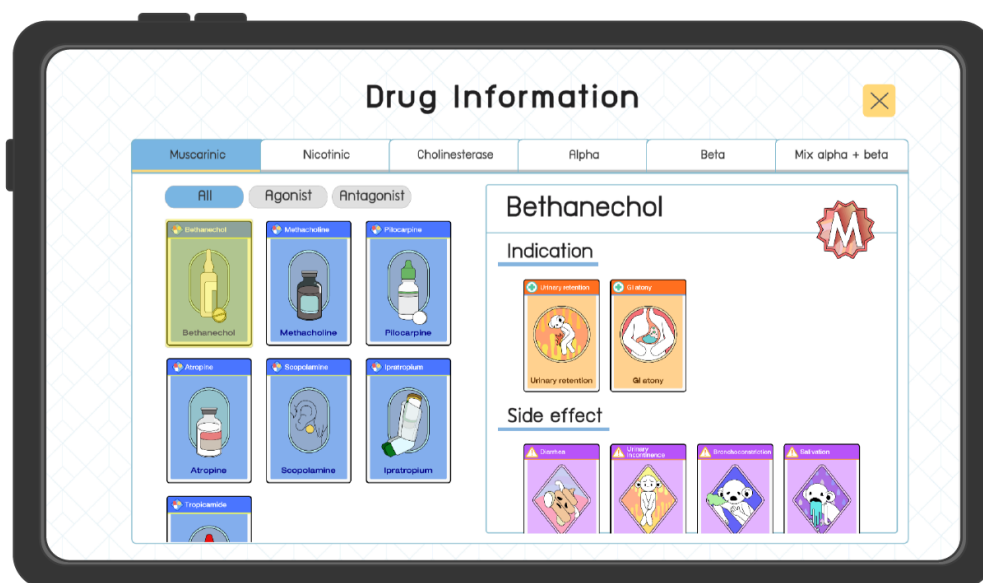 Drug Information
Muscarinic
Nicotinic
Cholinesterase
Alpha
Beta
Mix alpha + beta
All
Agonist
Antagonist
Bethanechol
Bethanechol
Methacholine
Methacholine
Pilocarpine
Pilocarpine
Atropine
Atropine
Scopolamine
Scopolamine
Ipratropium
Ipratropium
Tropicamide
Bethanechol
M
Indication
Urinary retention
Urinary retention
GI atony
GI atony
Side effect
Diarrhea
Urinary
Incontinence
Bronchoconstriction
Salivation